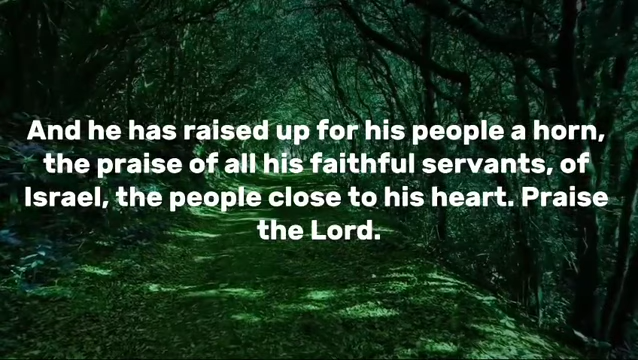 And he has raised up for his people a horn,
the praise of all his faithful servants, of
Israel, the people close to his heart. Praise
the Lord.